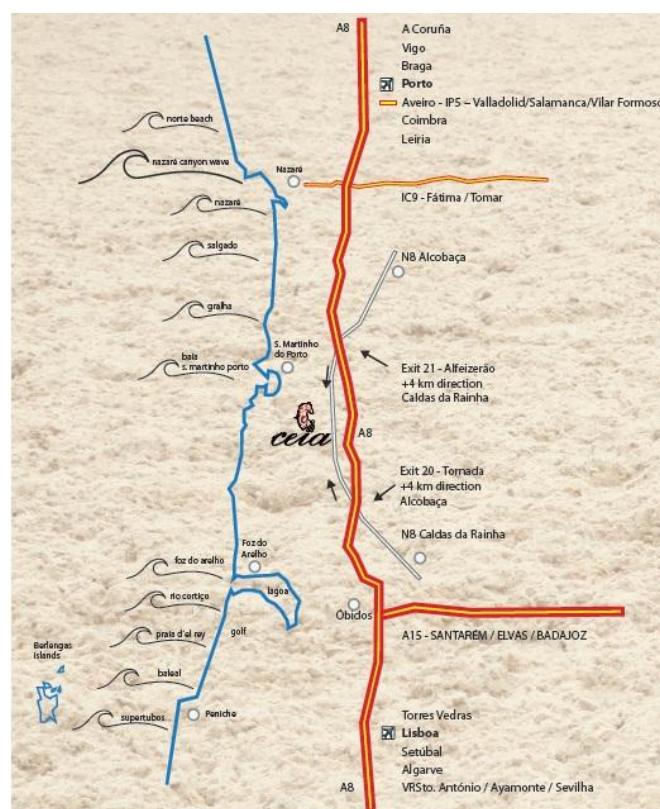 A8
A Coruña
Vigo
Braga
Porto
Aveiro - IP5 – Valladolid/Salamanca/Vilar Formoso
Coimbra
Leiria
norte beach
nazaré canyon wave
Nazaré
nazaré
IC9 - Fátima / Tomar
salgado
N8 Alcobaça
gralha
S. Martinho
do Porto
baia
s. martinho porto
Exit 21 - Alfeizerão
+4 km direction
Caldas da Rainha
ceia
A8
Exit 20 - Tornada
+4 km direction
Alcobaça
N8 Caldas da Rainha
Foz do
Arelho
foz do arelho
lagoa
rio cortiço
Óbidos
golf
praia d'el rey
A15 - SANTARÉM / ELVAS / BADAJOZ
Berlengas
Islands
baleal
Peniche
supertubos
Torres Vedras
Lisboa
Setúbal
Algarve
A8
VRSto. António / Ayamonte / Sevilha